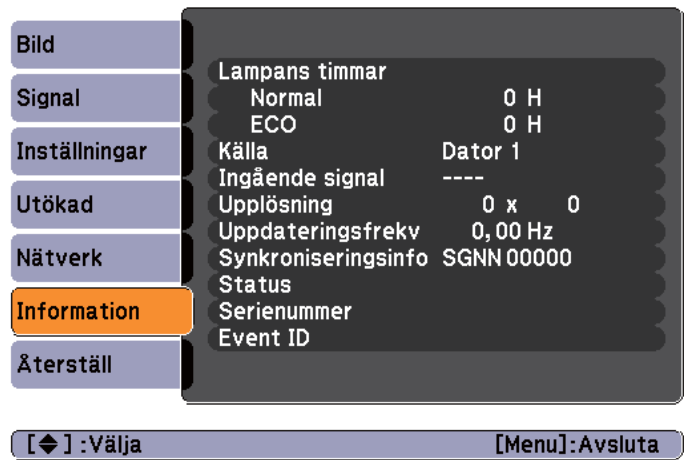 Bild
Signal
Inställningar
Utökad
Nätverk
Information
Återställ
Lampans timmar
Normal 0 H
ECO 0 H
Källa Dator 1
Ingående signal ----
Upplösning 0 x 0
Uppdateringsfrekv 0,00 Hz
Synkroniseringsinfo SGNN 00000
Status
Serienummer
Event ID
[◆] :Välja [Menu]:Avsluta